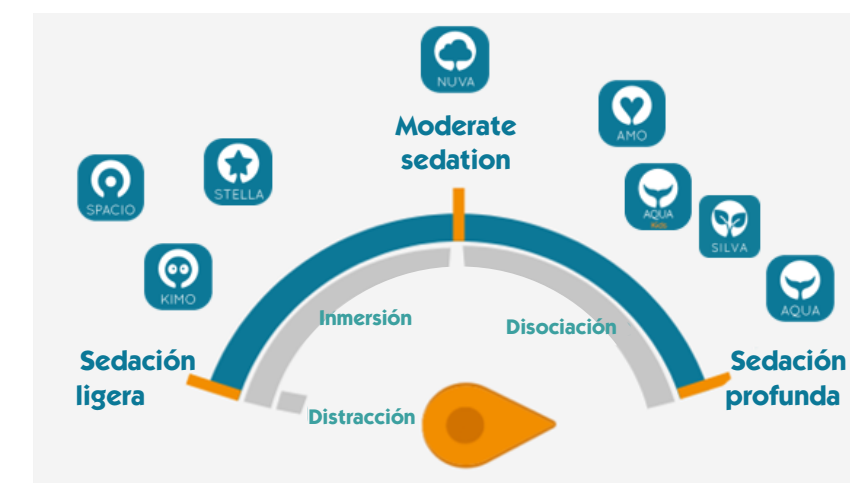 NUVA
Moderate
sedation
AMO
SPACIO
STELLA
AQUA
KIDS
SILVA
KIMO
AQUA
Inmersión
Disociación
Sedación
ligera
Sedación
profunda
Distracción